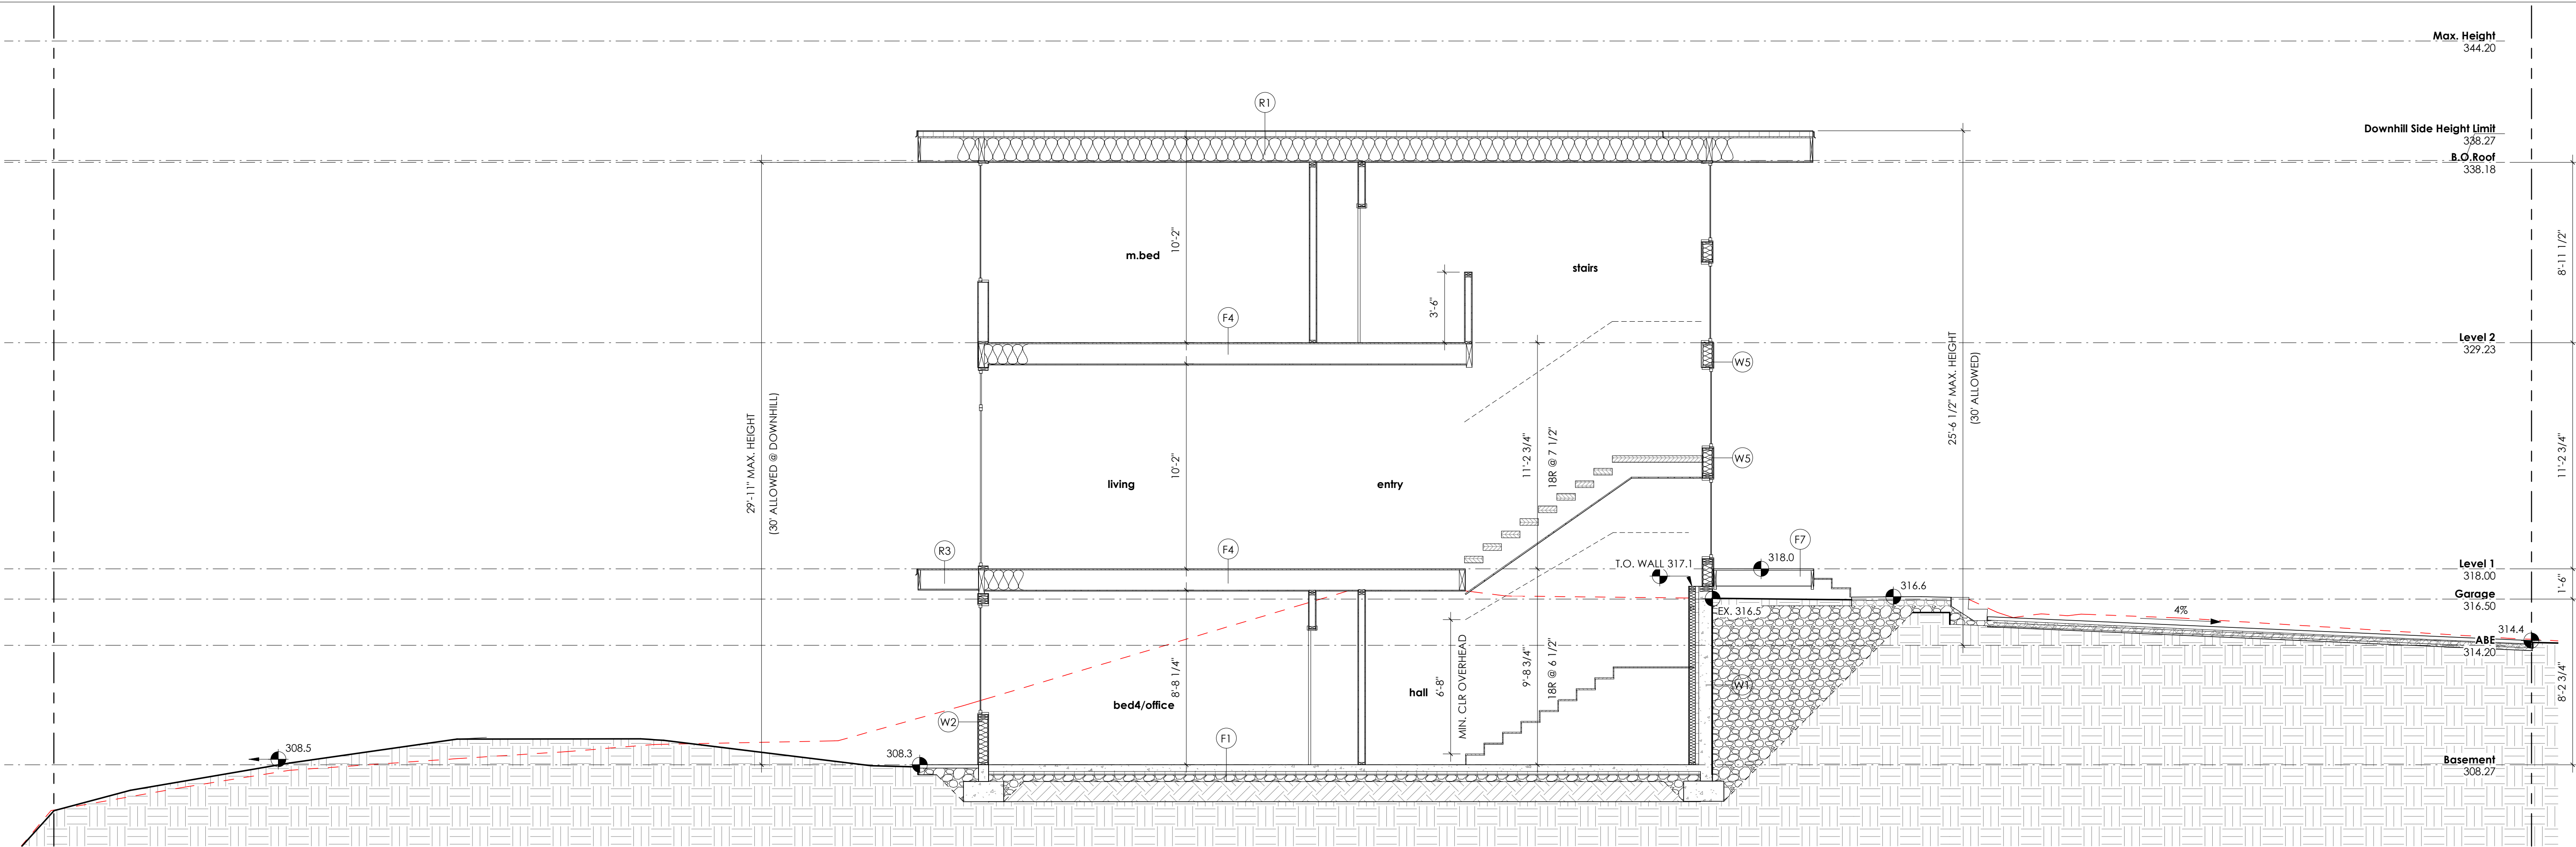 Max. Height
344.20
R1
Downhill Side Height Limit
338.27
B.O.Roof
338.18
m.bed
10'-2"
stairs
3'-6"
8'-11 1/2"
F4
Level 2
329.23
W5
29'-11" MAX. HEIGHT
(30' ALLOWED @ DOWNHILL)
25'-6 1/2" MAX. HEIGHT
(30' ALLOWED)
living
10'-2"
entry
11'-2 3/4"
18R @ 7 1/2"
W5
11'-2 3/4"
R3
F4
T.O. WALL 317.1
318.0
F7
Level 1
318.00
1'-6"
316.6
Garage
316.50
EX. 316.5
4%
314.4
ABE
314.20
bed4/office
8'-8 1/4"
hall
6'-8"
MIN. CLR OVERHEAD
9'-8 3/4"
18R @ 6 1/2"
W1
8'-2 3/4"
W2
308.5
308.3
F1
Basement
308.27